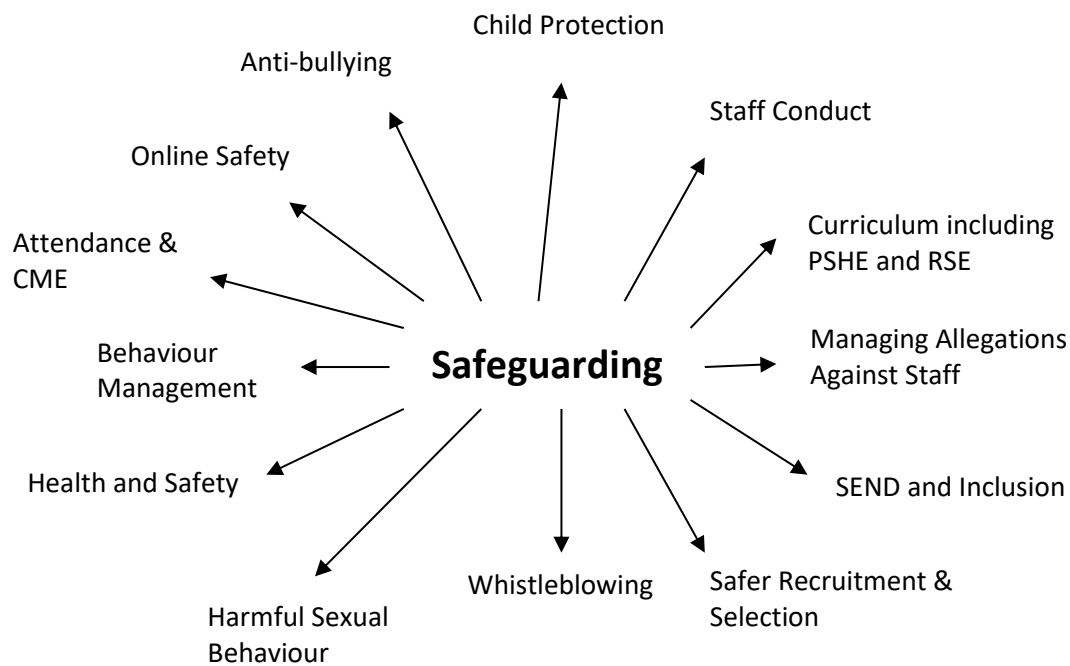 Child Protection
Anti-bullying
Staff Conduct
Online Safety
Curriculum including
PSHE and RSE
Attendance &
CME
Managing Allegations
Against Staff
Behaviour
Management
Safeguarding
Health and Safety
SEND and Inclusion
Whistleblowing
Safer Recruitment &
Selection
Harmful Sexual
Behaviour